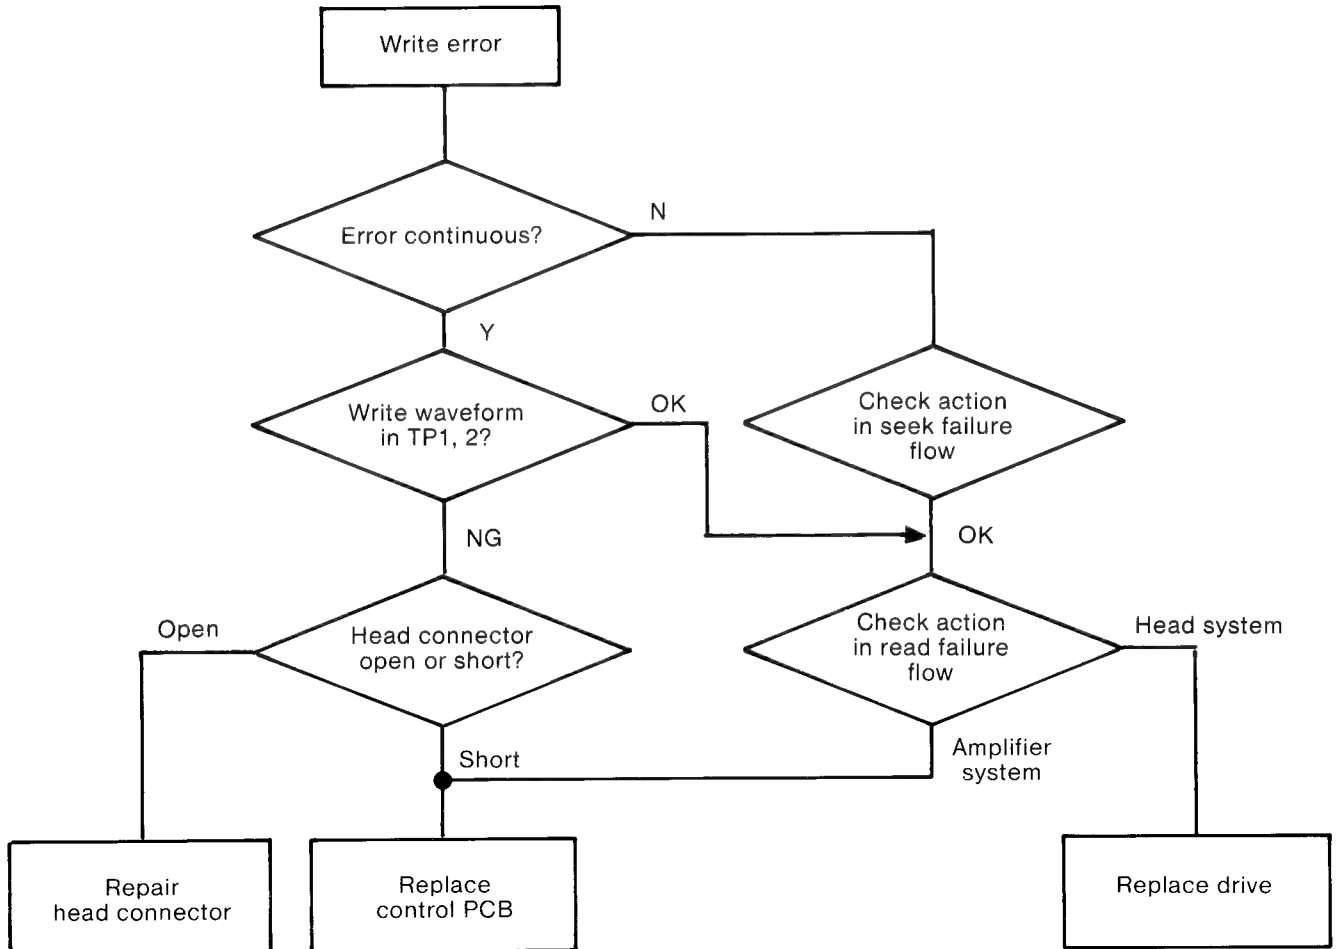 Write error
Error continuous?
N
Y
Write waveform
in TP1, 2?
OK
Check action
in seek failure
flow
NG
OK
Open
Head connector
open or short?
Check action
in read failure
flow
Head system
Short
Amplifier
system
Repair
head connector
Replace
control PCB
Replace drive